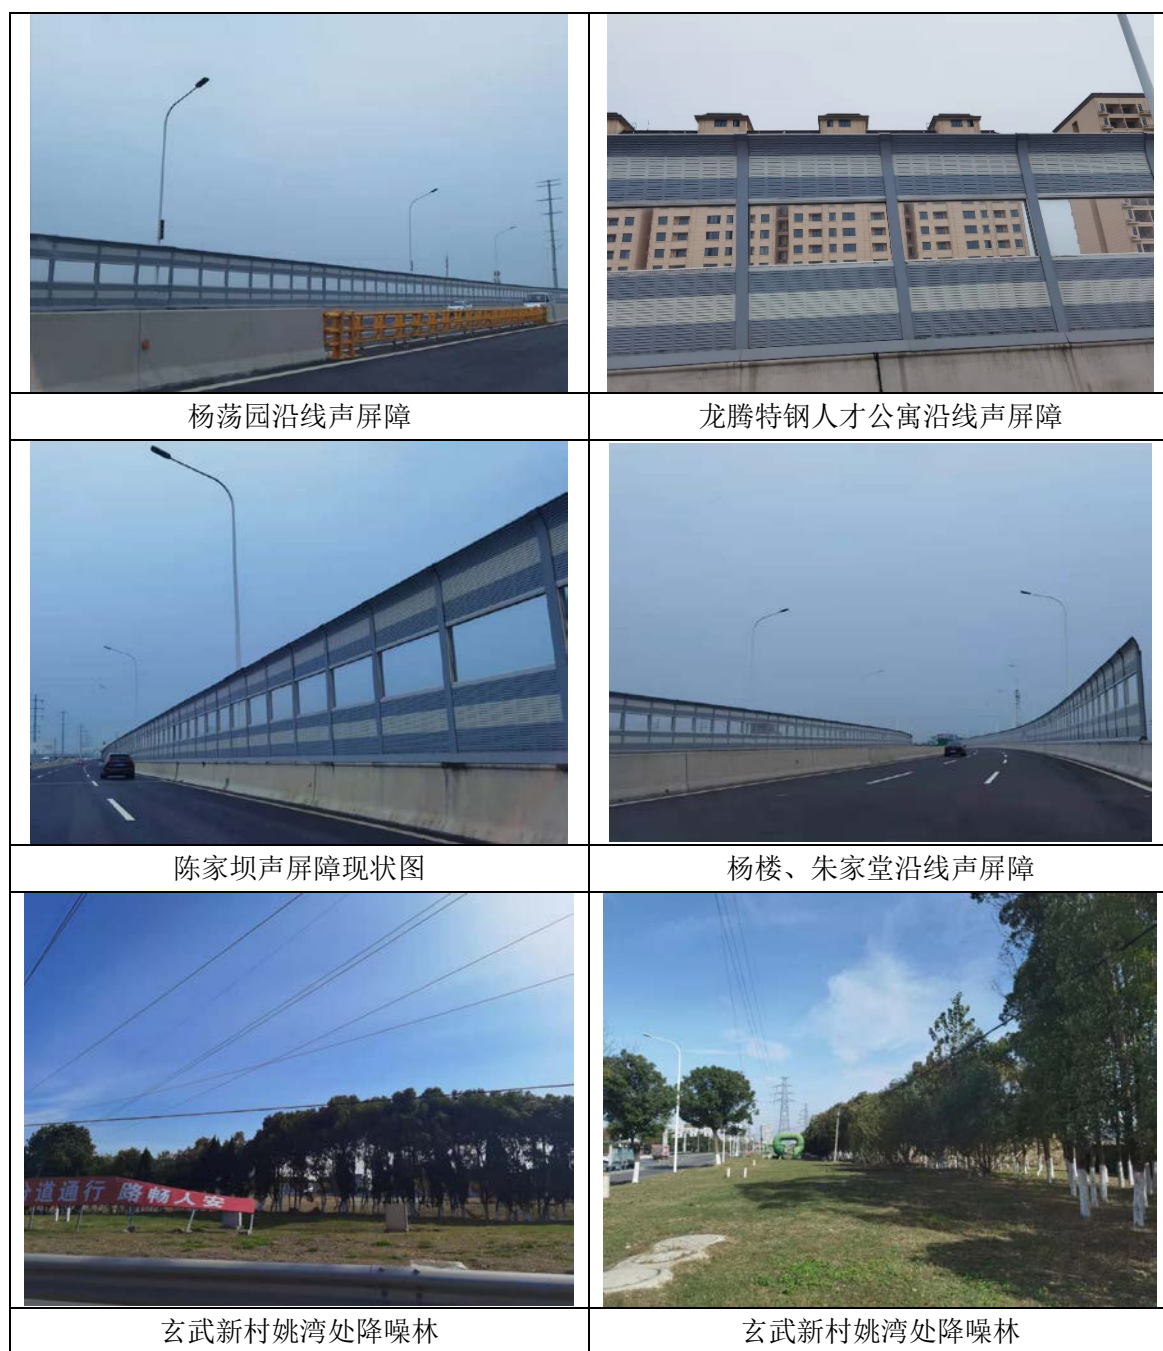 杨荡园沿线声屏障
龙腾特钢人才公寓沿线声屏障
陈家坝声屏障现状图
杨楼、朱家堂沿线声屏障
道通行 路畅人安
玄武新村姚湾处降噪林
玄武新村姚湾处降噪林